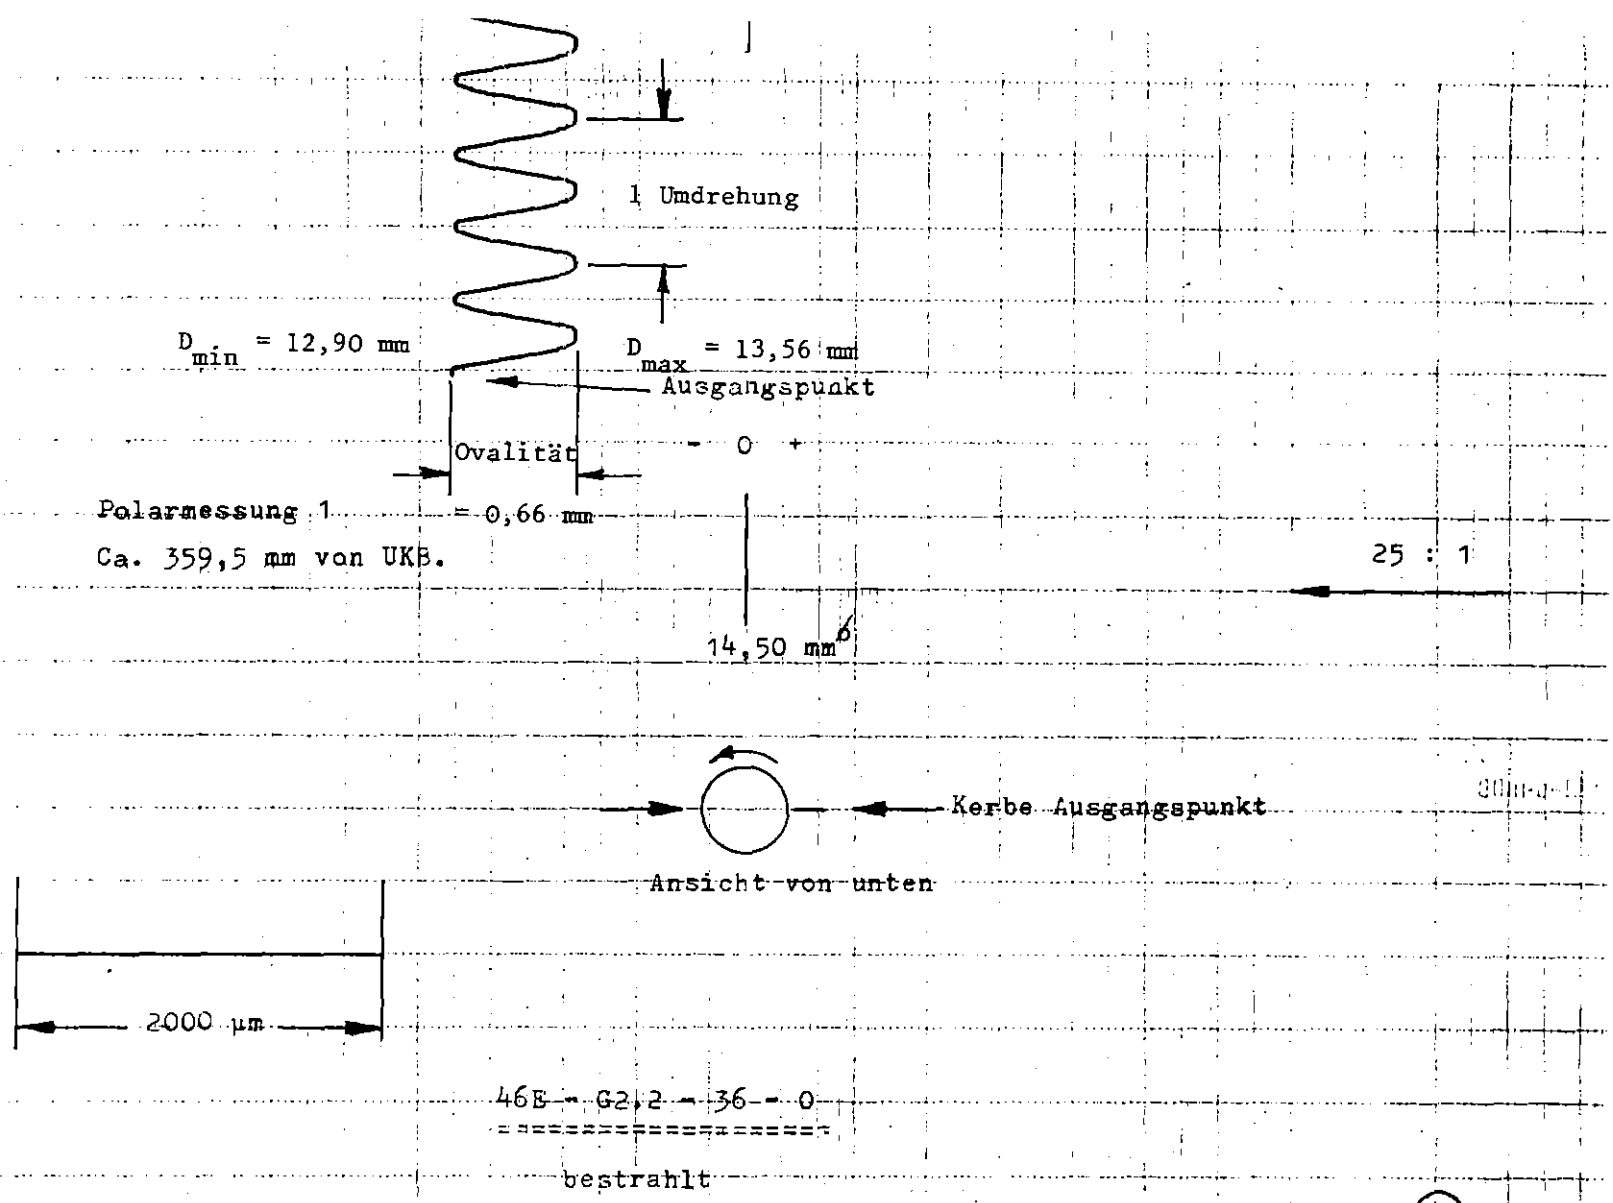 1 Umdrehung
D min = 12,90 mm
D max = 13,56 mm
Ausgangspunkt
- 0 +
Ovalität
= 0,66 mm
Polarmessung 1
Ca. 359,5 mm von UKB.
25 : 1
14,50 mm
Kerbe Ausgangspunkt
Ansicht von unten
2000 µm
46E - G2.2 - 36 - 0
bestrahlt